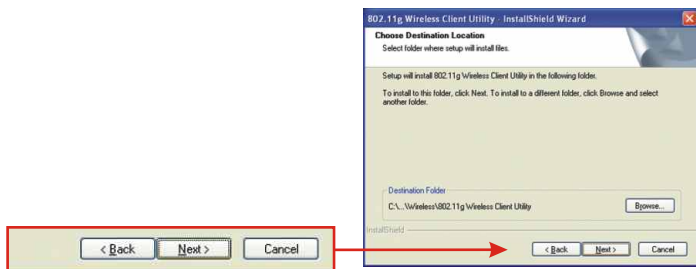 802.11g Wireless Client Utility - InstallShield Wizard
Choose Destination Location
Select folder where setup will install files.
Setup will install 802.11g Wireless Client Utility in the following folder.
To install to this folder, click Next. To install to a different folder, click Browse and select
another folder.
Destination Folder
C:\...\Wireless\802.11g Wireless Client Utility
Browse...
InstallShield
< Back Next > Cancel
< Back Next > Cancel